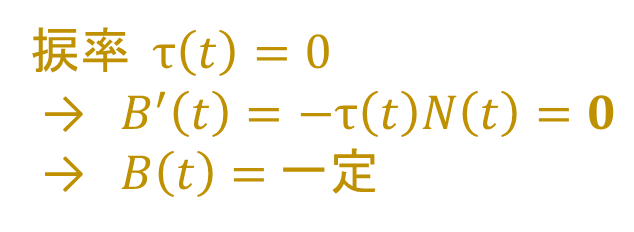 捩率 τ(t) = 0
→ B′(t) = −τ(t)N(t) = 0
→ B(t) = 一定